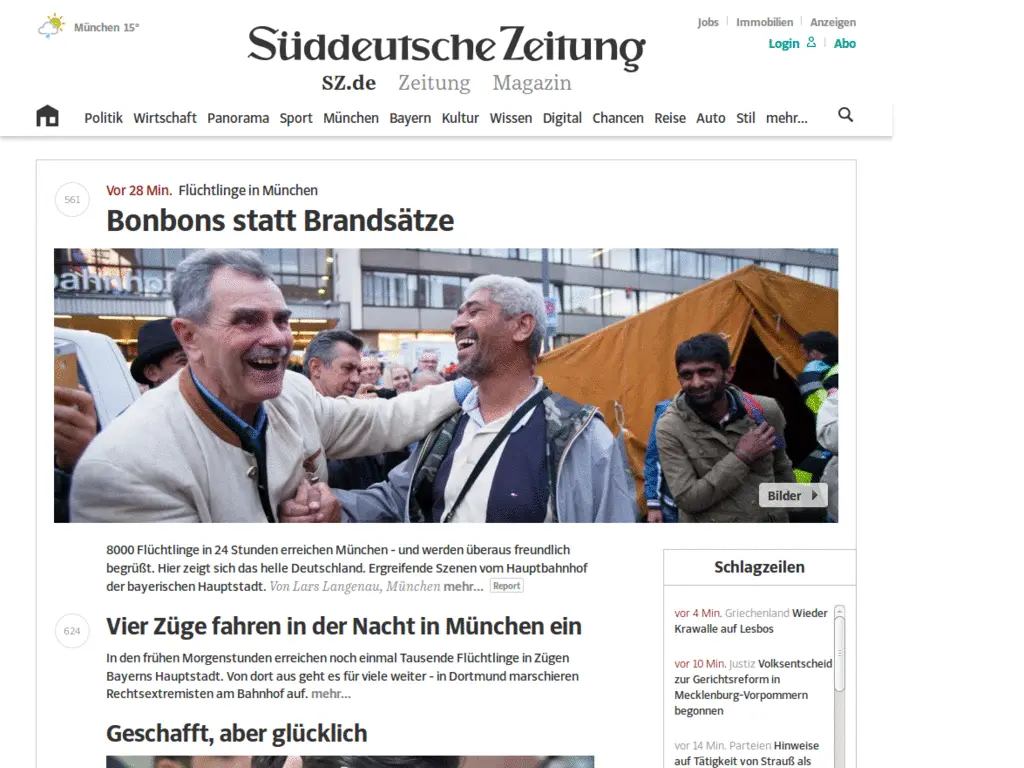 München 15°
Jobs Immobilien Anzeigen
Login Abo
Süddeutsche Zeitung
SZ.de Zeitung Magazin
Politik Wirtschaft Panorama Sport München Bayern Kultur Wissen Digital Chancen Reise Auto Stil mehr...
561
Vor 28 Min. Flüchtlinge in München
Bonbons statt Brandsätze
bahnhof
Bilder
8000 Flüchtlinge in 24 Stunden erreichen München - und werden überaus freundlich
begrüßt. Hier zeigt sich das helle Deutschland. Ergreifende Szenen vom Hauptbahnhof
der bayerischen Hauptstadt. Von Lars Langenau, München mehr... Report
624
Vier Züge fahren in der Nacht in München ein
In den frühen Morgenstunden erreichen noch einmal Tausende Flüchtlinge in Zügen
Bayerns Hauptstadt. Von dort aus geht es für viele weiter - in Dortmund marschieren
Rechtsextremisten am Bahnhof auf. mehr...
Geschafft, aber glücklich
Schlagzeilen
vor 4 Min. Griechenland Wieder
Krawalle auf Lesbos
vor 10 Min. Justiz Volksentscheid
zur Gerichtsreform in
Mecklenburg-Vorpommern
begonnen
vor 14 Min. Parteien Hinweise
auf Tätigkeit von Strauß als